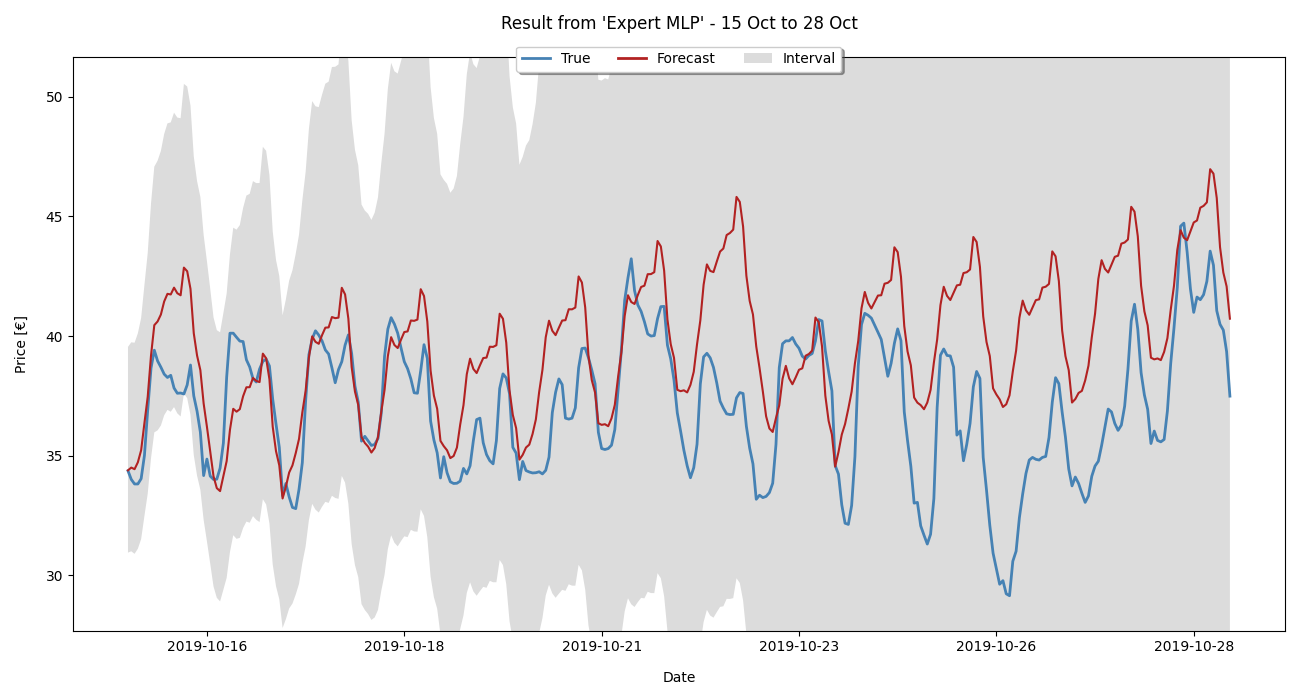 Result from 'Expert MLP' - 15 Oct to 28 Oct
True Forecast Interval
50
45
40
35
30
Price [€]
2019-10-16 2019-10-18 2019-10-21 2019-10-23 2019-10-26 2019-10-28
Date